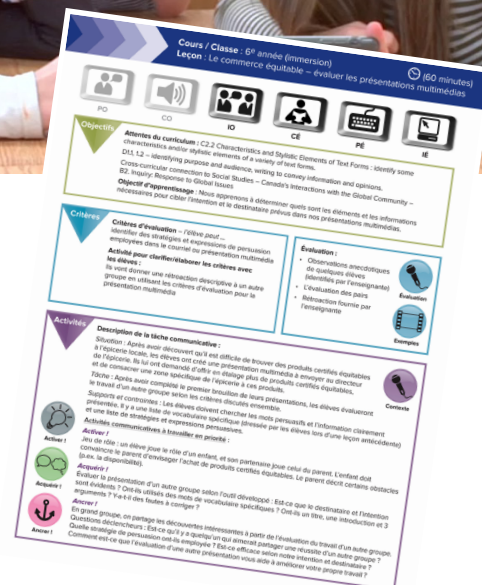 Cours / Classe : 6e année (immersion)
(60 minutes)
Leçon : Le commerce équitable – évaluer les présentations multimédias
PO
CO
IO
CÉ
PÉ
IÉ
Objectifs
Attentes du curriculum : C2.2 Characteristics and Stylistic Elements of Text Forms : identify some
characteristics and/or stylistic elements of a variety of text forms.
D1.1, 1.2 – identifying purpose and audience, writing to convey information and opinions.
Cross-curricular connection to Social Studies – Canada's Interactions with the Global Community –
B2. Inquiry: Response to Global Issues
Objectif d'apprentissage : Nous apprenons à déterminer quels sont les éléments et les informations
nécessaires pour cibler l'intention et le destinataire prévus dans nos présentations multimédias.
Critères
Critères d'évaluation – l'élève peut ...
Identifier des stratégies et expressions de persuasion
employées dans le courriel ou présentation multimédia
Activité pour clarifier/élaborer les critères avec
les élèves :
Ils vont donner une rétroaction descriptive à un autre
groupe en utilisant les critères d'évaluation pour la
présentation multimédia
Évaluation :
• Observations anecdotiques
de quelques élèves
(identifiés par l'enseignante)
• L'évaluation des pairs
• Rétroaction fournie par
l'enseignante
Évaluation
Exemples
Activités
Description de la tâche communicative :
Situation : Après avoir découvert qu'il est difficile de trouver des produits certifiés équitables
à l'épicerie locale, les élèves ont créé une présentation multimédia à envoyer au directeur
de l'épicerie. Ils lui ont demandé d'offrir en étalage plus de produits certifiés équitables,
et de consacrer une zone spécifique de l'épicerie à ces produits.
Tâche : Après avoir complété le premier brouillon de leurs présentations, les élèves évalueront
le travail d'un autre groupe selon les critères discutés ensemble.
Supports et contraintes : Les élèves doivent chercher les mots persuasifs et l'information clairement
présentée. Il y a une liste de vocabulaire spécifique (dressée par les élèves lors d'une leçon antécédente)
et une liste de stratégies et expressions persuasives.
Contexte
Activités communicatives à travailler en priorité :
Activer !
Activer !
Jeu de rôle : un élève joue le rôle d'un enfant, et son partenaire joue celui du parent. L'enfant doit
convaincre le parent d'envisager l'achat de produits certifiés équitables. Le parent décrit certains obstacles
(p.ex. la disponibilité).
Acquérir !
Acquérir !
Évaluer la présentation d'un autre groupe selon l'outil développé : Est-ce que le destinataire et l'intention
sont évidents ? Ont-ils utilisé des mots de vocabulaire spécifiques ? Ont-ils un titre, une introduction et 3
arguments ? Y-a-t-il des fautes à corriger ?
Ancrer !
Ancrer !
En grand groupe, on partage les découvertes intéressantes à partir de l'évaluation du travail d'un autre groupe.
Questions déclencheurs : Est-ce qu'il y a quelqu'un qui aimerait partager une réussite d'un autre groupe ?
Quelle stratégie de persuasion ont-ils employée ? Est-ce efficace selon notre intention et destinataire ?
Comment est-ce que l'évaluation d'une autre présentation vous aide à améliorer votre propre travail ?